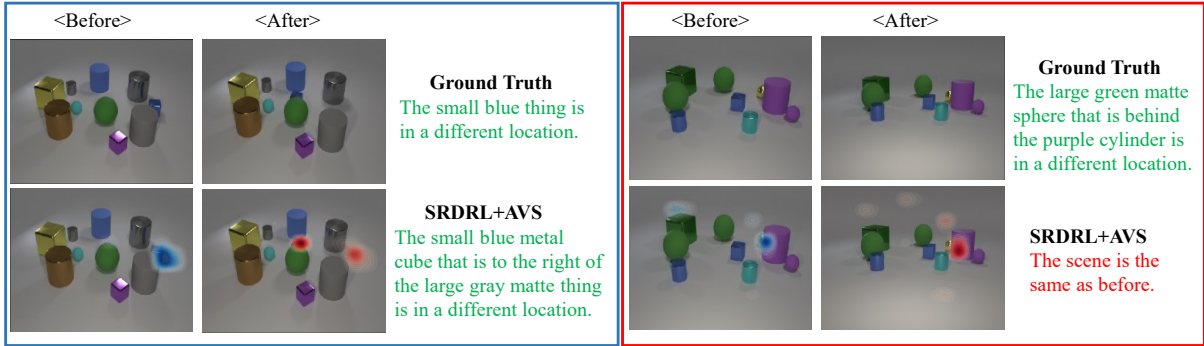 <Before>
<After>
Ground Truth
The small blue thing is
in a different location.
SRDRL+AVS
The small blue metal
cube that is to the right of
the large gray matte thing
is in a different location.
<Before>
<After>
Ground Truth
The large green matte
sphere that is behind
the purple cylinder is
in a different location.
SRDRL+AVS
The scene is the
same as before.